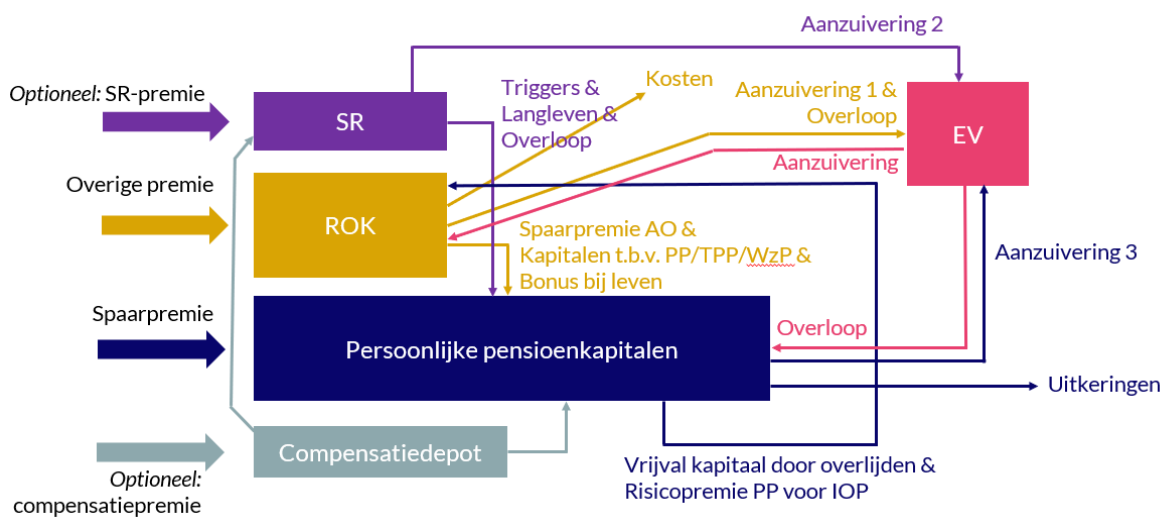 Aanzuivering 2
Optioneel: SR-premie
SR
Triggers &
Langleven &
Overloop
Kosten
Aanzuivering 1 &
Overloop
EV
Aanzuivering
Overige premie
ROK
Spaarpremie AO &
Kapitalen t.b.v. PP/TPP/WzP &
Bonus bij leven
Aanzuivering 3
Spaarpremie
Persoonlijke pensioenkapitalen
Overloop
Uitkeringen
Compensatiedepot
Optioneel:
compensatiepremie
Vrijval kapitaal door overlijden &
Risicopremie PP voor IOP